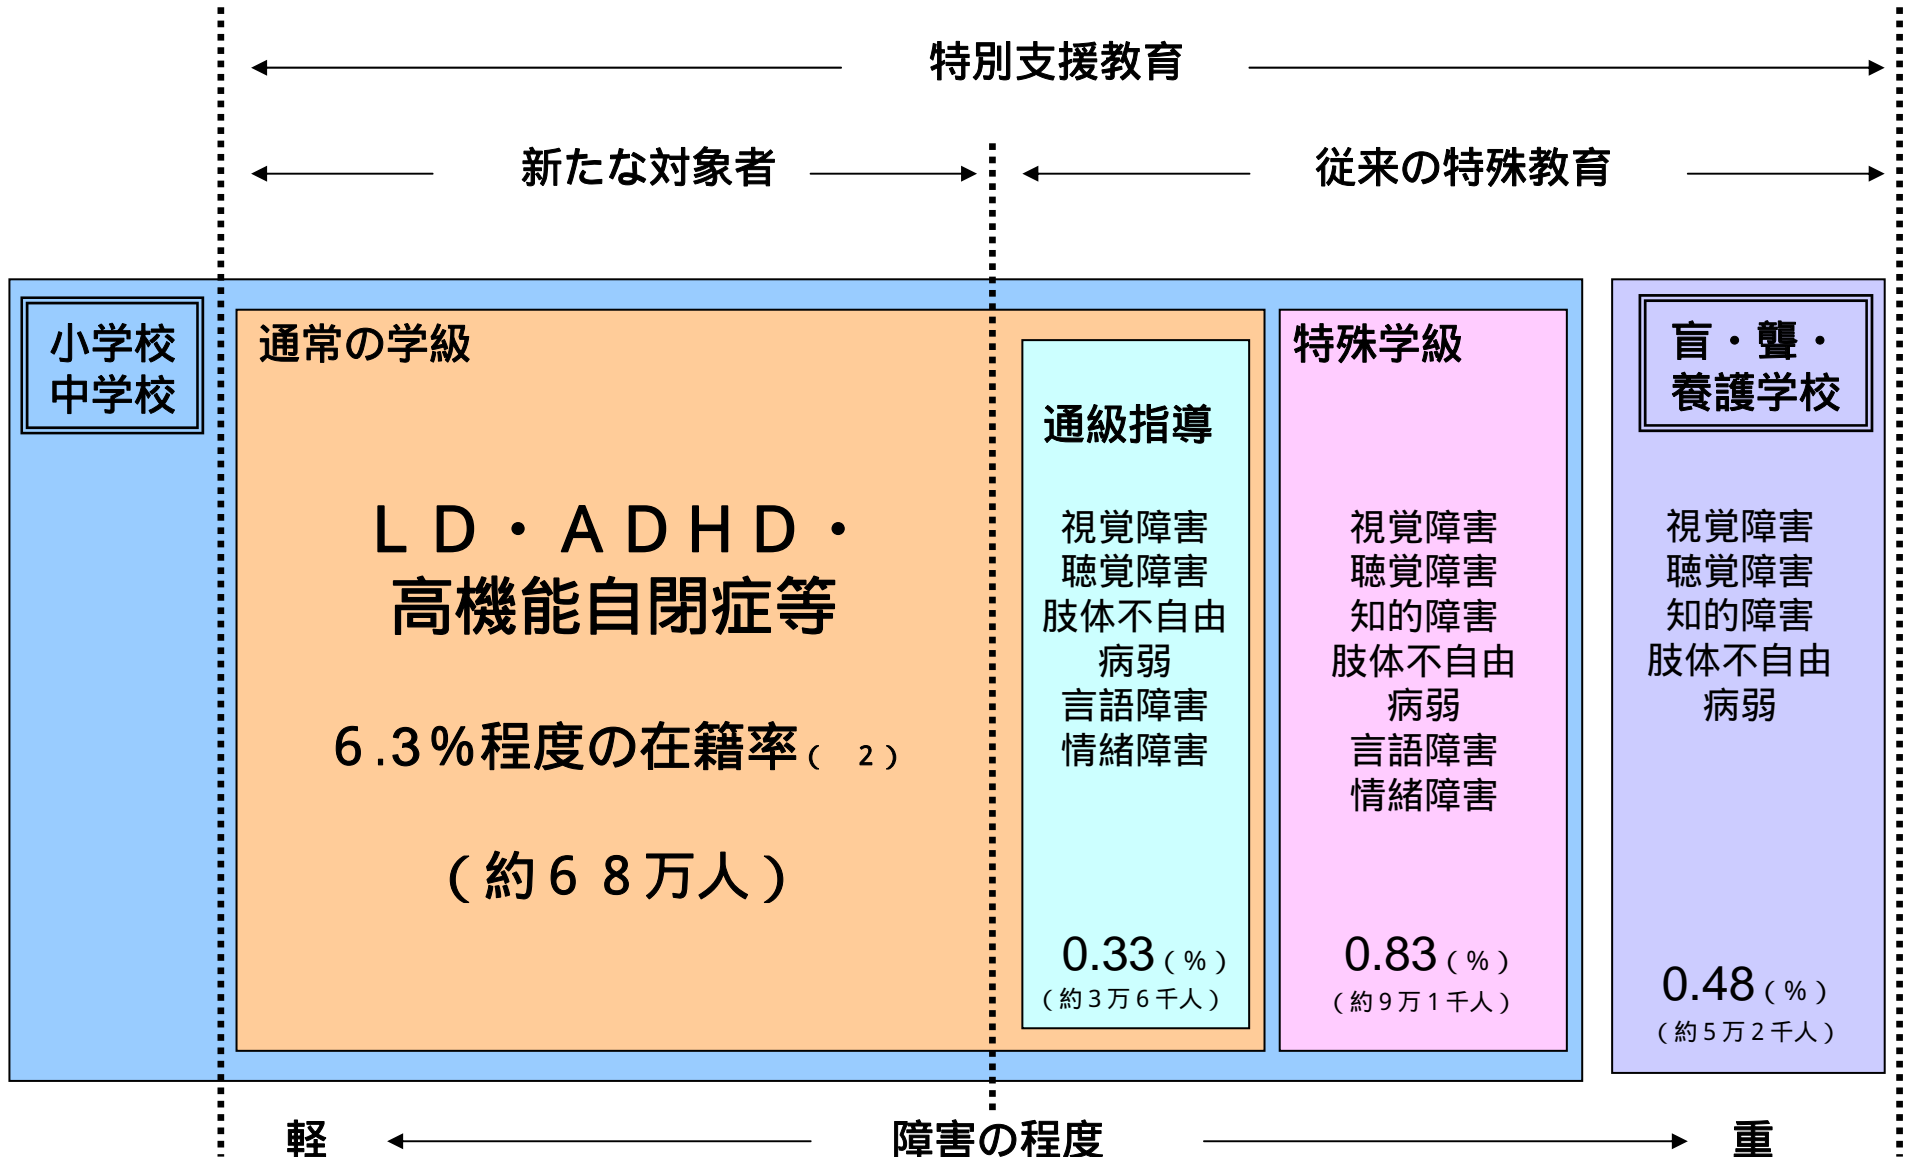 特別支援教育
新たな対象者
従来の特殊教育
小学校
中学校
通常の学級
ＬＤ・ＡＤＨＤ・
高機能自閉症等
６.３％程度の在籍率（　２）
（約６８万人）
通級指導
視覚障害
聴覚障害
肢体不自由
病弱
言語障害
情緒障害
0.33（％）
（約３万６千人）
特殊学級
視覚障害
聴覚障害
知的障害
肢体不自由
病弱
言語障害
情緒障害
0.83（％）
（約９万１千人）
盲・聾・
養護学校
視覚障害
聴覚障害
知的障害
肢体不自由
病弱
0.48（％）
（約５万２千人）
軽
障害の程度
重